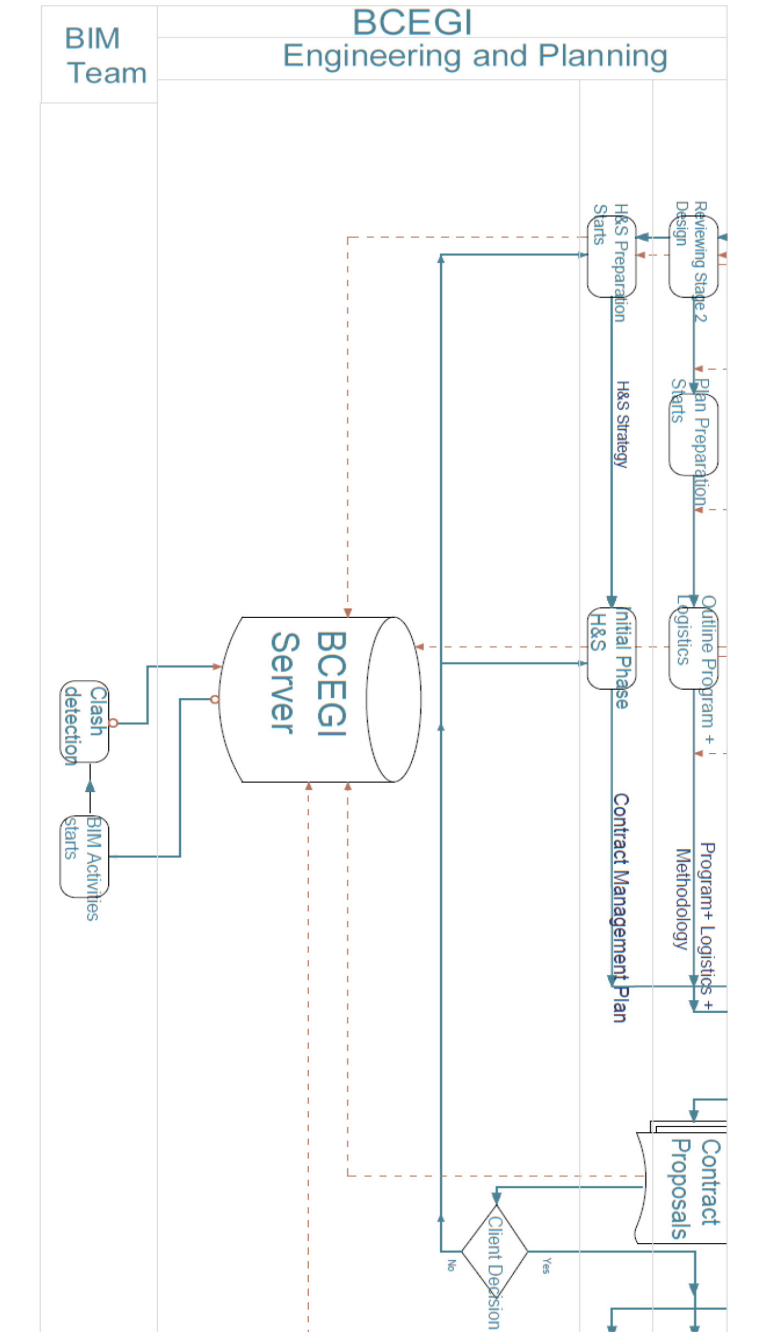 BCEGI
Engineering and Planning
BIM
Team
Reviewing Stage 2
Design
H&S Preparation
Starts
Plan Preparation
Starts
H&S Strategy
Outline Program +
Logistics
Initial Phase
H&S
BCEGI
Server
Clash
detection
BIM Activities
starts
Program+ Logistics +
Methodology
Contract Management Plan
Contract
Proposals
Client Decision
Yes
No